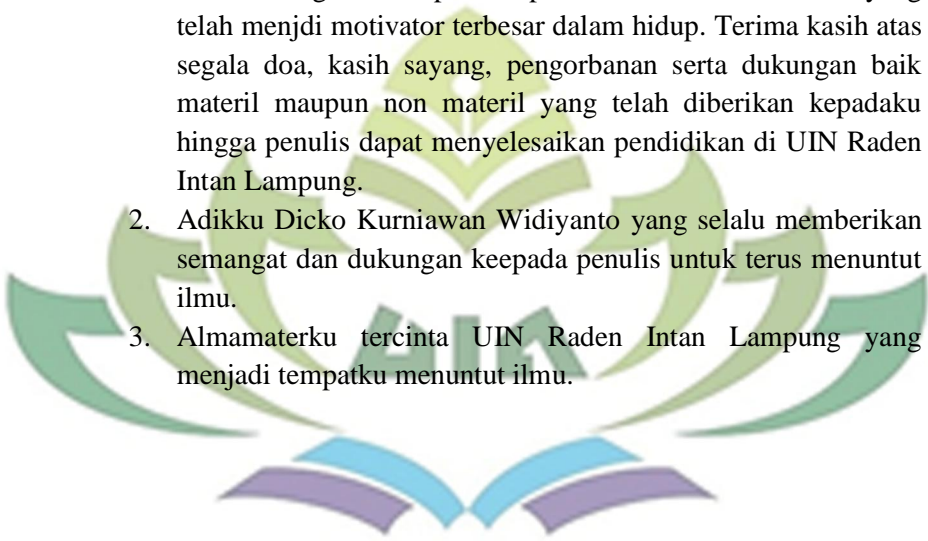 telah menjdi motivator terbesar dalam hidup. Terima kasih atas
segala doa, kasih sayang, pengorbanan serta dukungan baik
materil maupun non materil yang telah diberikan kepadaku
hingga penulis dapat menyelesaikan pendidikan di UIN Raden
Intan Lampung.
2. Adikku Dicko Kurniawan Widiyanto yang selalu memberikan
semangat dan dukungan keepada penulis untuk terus menuntut
ilmu.
3. Almamaterku tercinta UIN Raden Intan Lampung yang
menjadi tempatku menuntut ilmu.
UIN